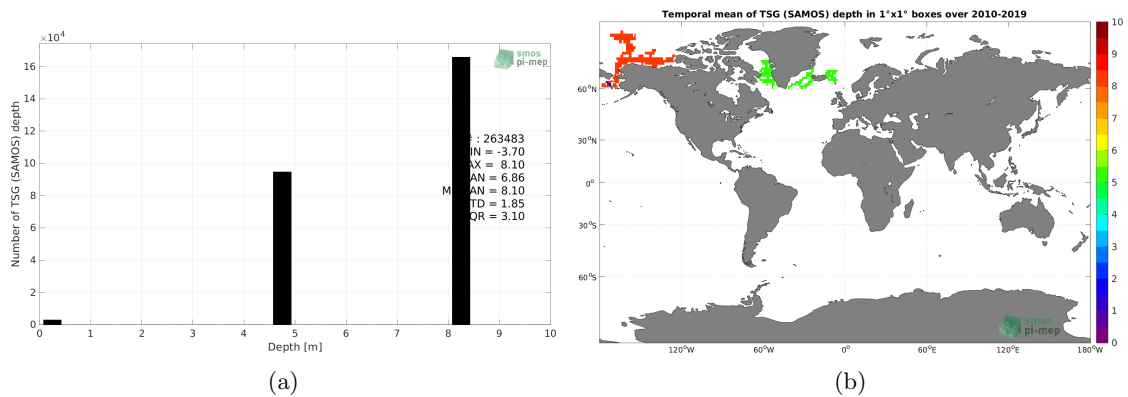 ×10⁴
16
14
12
10
8
6
4
2
0
0 1 2 3 4 5 6 7 8 9 10
Number of TSG (SAMOS) depth
Depth [m]
smos
pi-mep
: 263483
IN = -3.70
AX = 8.10
AN = 6.86
M AN = 8.10
TD = 1.85
QR = 3.10
(a)
Temporal mean of TSG (SAMOS) depth in 1°x1° boxes over 2010-2019
60°N
30°N
0°
30°S
60°S
120°W 60°W 0° 60°E 120°E 180°W
smos
pi-mep
10
9
8
7
6
5
4
3
2
1
0
(b)